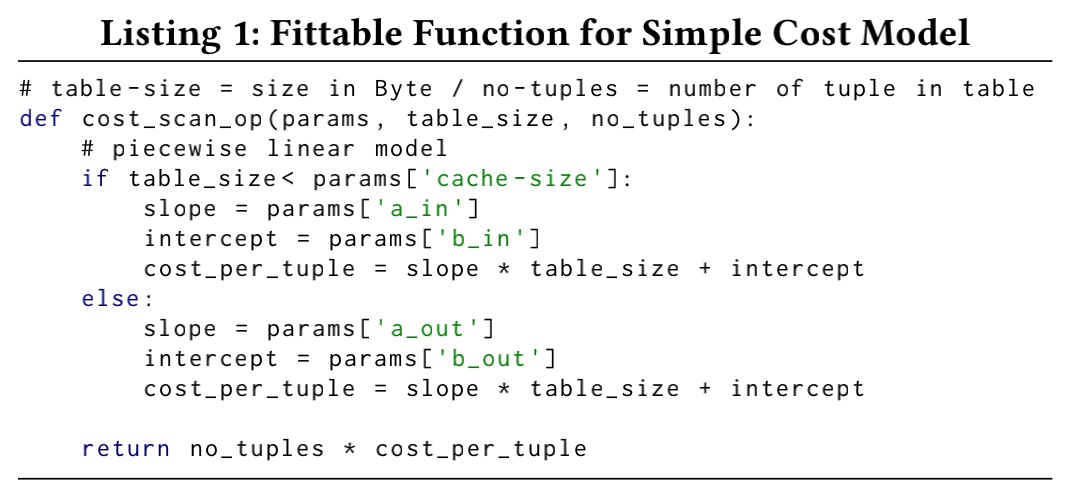 Listing 1: Fittable Function for Simple Cost Model
# table-size = size in Byte / no-tuples = number of tuple in table
def cost_scan_op(params, table_size, no_tuples):
    # piecewise linear model
    if table_size< params['cache-size']:
        slope = params['a_in']
        intercept = params['b_in']
        cost_per_tuple = slope * table_size + intercept
    else:
        slope = params['a_out']
        intercept = params['b_out']
        cost_per_tuple = slope * table_size + intercept
    return no_tuples * cost_per_tuple